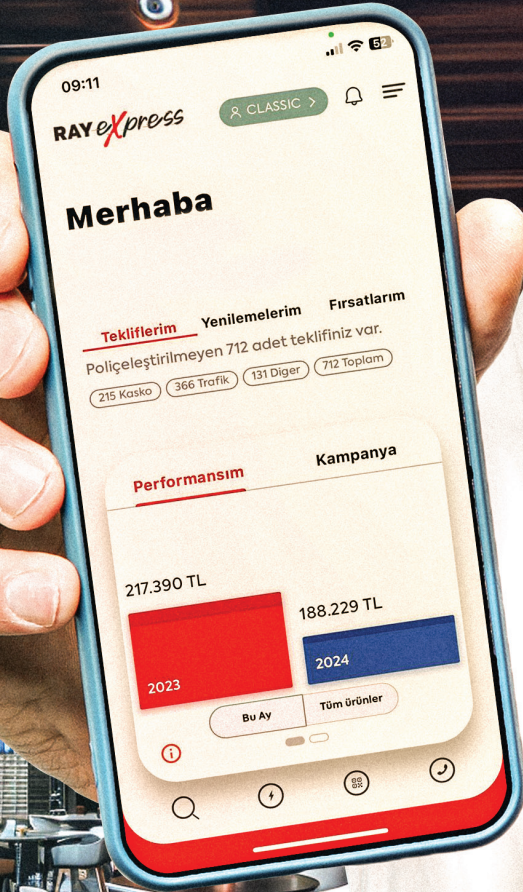 09:11
52
RAY eXpress
CLASSIC
Merhaba
Tekliflerim Yenilemelerim Fırsatlarım
Poliçeleştirilmeyen 712 adet teklifiniz var.
215 Kasko 366 Trafik 131 Diger 712 Toplam
Performansım Kampanya
217.390 TL
188.229 TL
2023
2024
Bu Ay Tüm ürünler